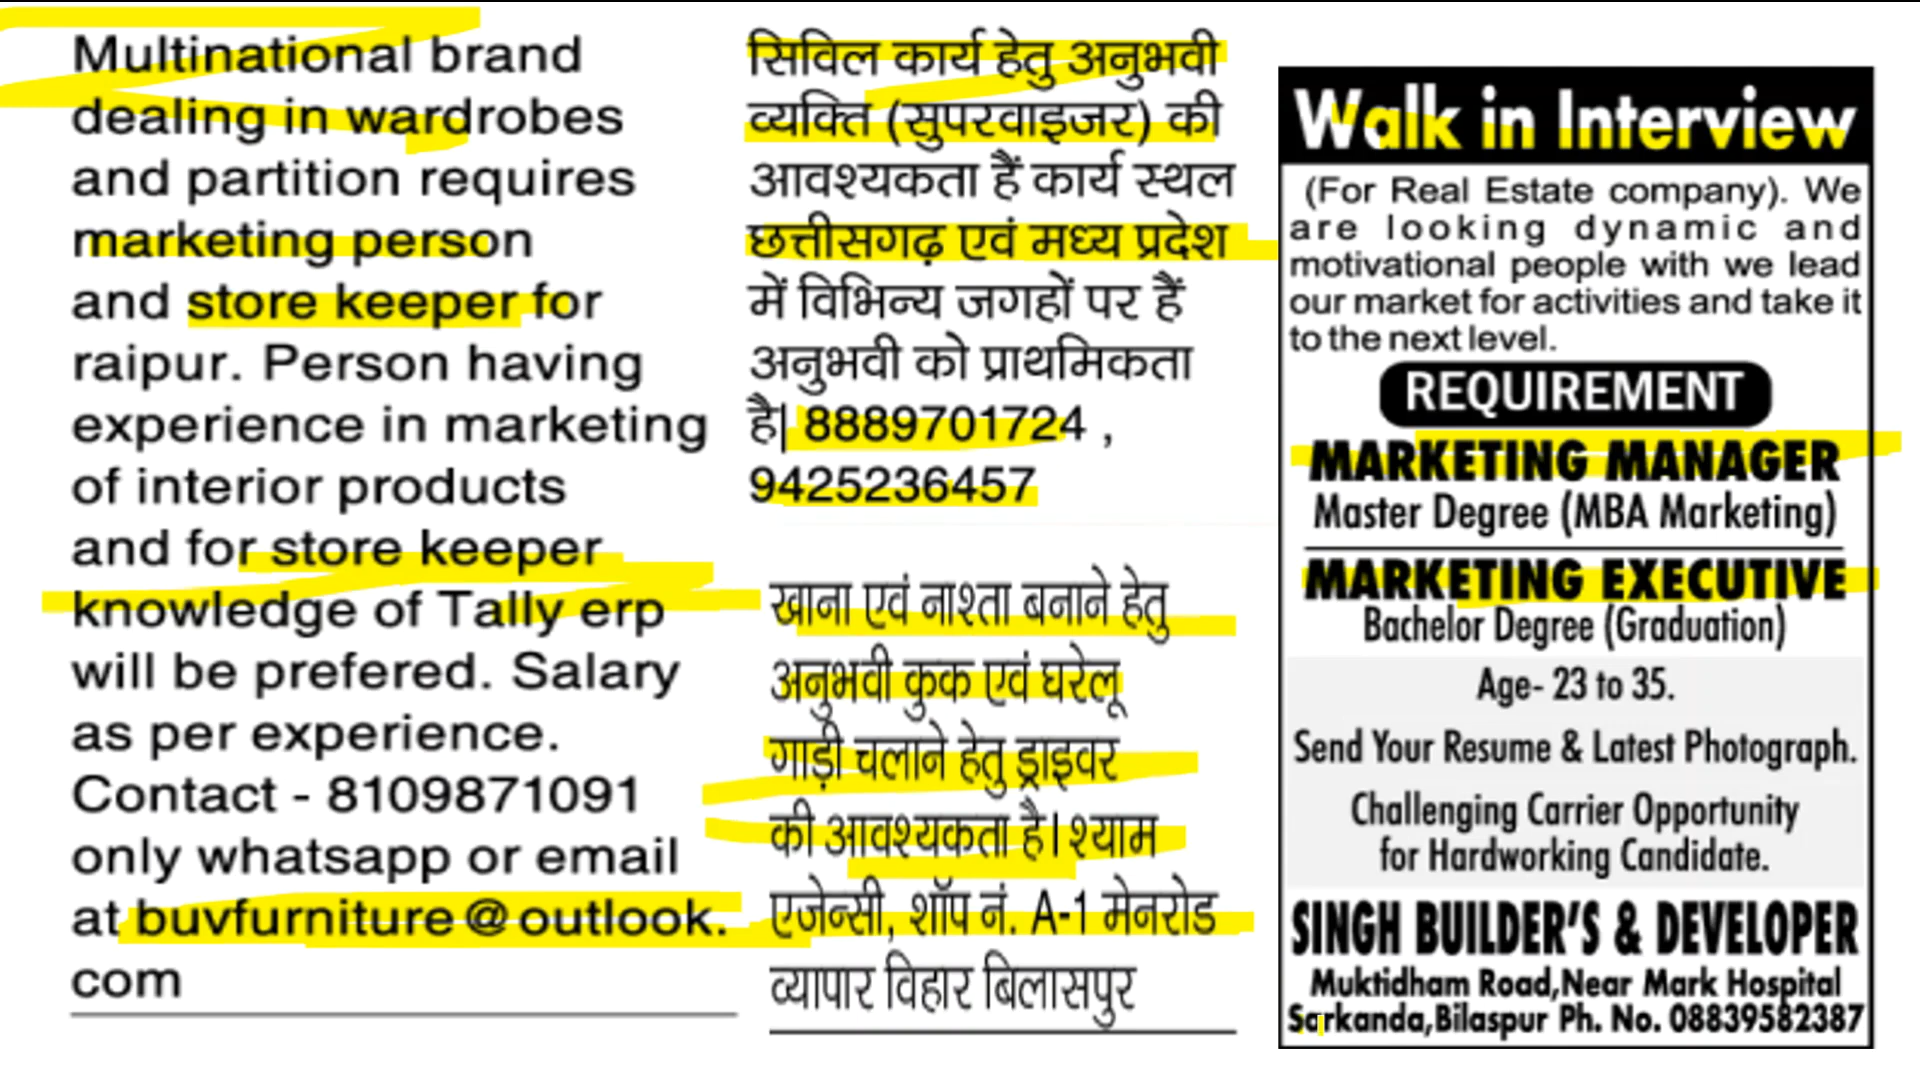 Multinational brand
dealing in wardrobes
and partition requires
marketing person
and store keeper for
raipur. Person having
experience in marketing
of interior products
and for store keeper
knowledge of Tally erp
will be prefered. Salary
as per experience.
Contact - 8109871091
only whatsapp or email
at buvfurniture@outlook.
com
सिविल कार्य हेतु अनुभवी
व्यक्ति (सुपरवाइजर) की
आवश्यकता हैं कार्य स्थल
छत्तीसगढ़ एवं मध्य प्रदेश
में विभिन्य जगहों पर हैं
अनुभवी को प्राथमिकता
है| 8889701724 ,
9425236457
खाना एवं नाश्ता बनाने हेतु
अनुभवी कुक एवं घरेलू
गाड़ी चलाने हेतु ड्राइवर
की आवश्यकता है। श्याम
एजेन्सी, शॉप नं. A-1 मेनरोड
व्यापार विहार बिलासपुर
Walk in Interview
(For Real Estate company). We
are looking dynamic and
motivational people with we lead
our market for activities and take it
to the next level.
REQUIREMENT
MARKETING MANAGER
Master Degree (MBA Marketing)
MARKETING EXECUTIVE
Bachelor Degree (Graduation)
Age- 23 to 35.
Send Your Resume & Latest Photograph.
Challenging Carrier Opportunity
for Hardworking Candidate.
SINGH BUILDER'S & DEVELOPER
Muktidham Road,Near Mark Hospital
Sarkanda,Bilaspur Ph. No. 08839582387